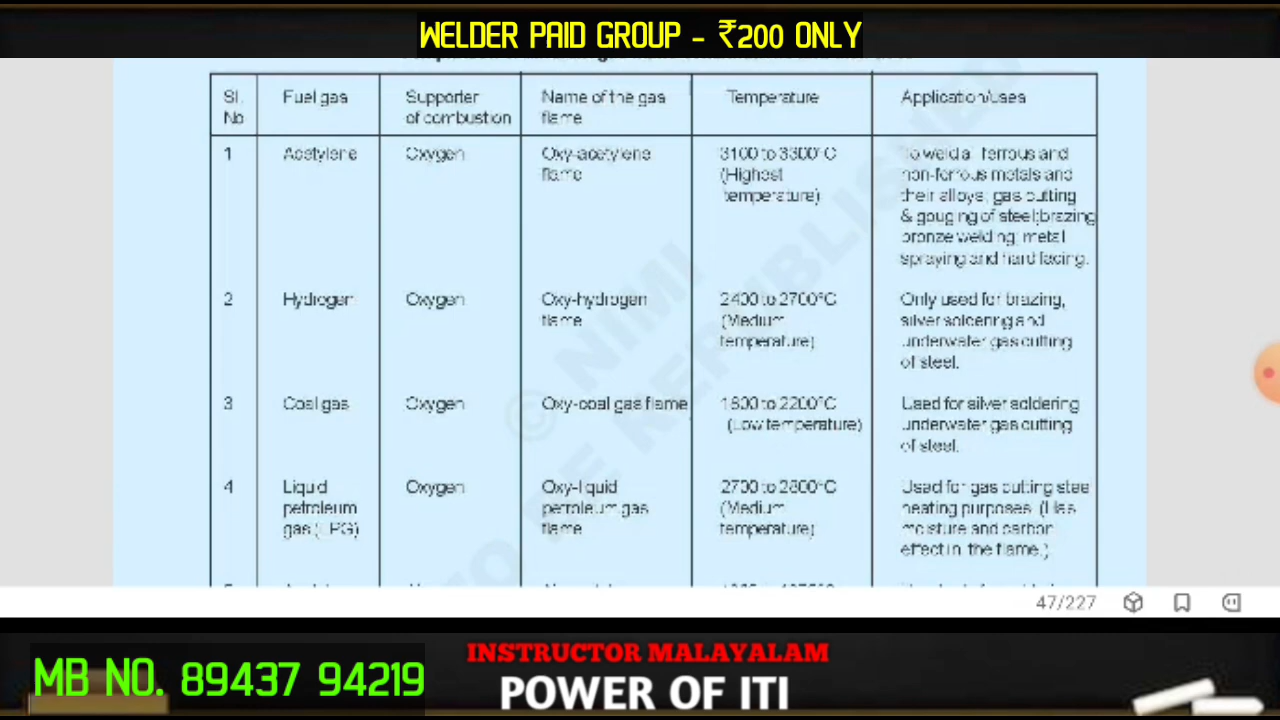 WELDER PAID GROUP - ₹200 ONLY
Sl. No
Fuel gas
Supporter of combustion
Name of the gas flame
Temperature
Application/uses
1
Acetylene
Oxygen
Oxy-acetylene
flame
3100 to 3300°C
(Highest
temperature)
To weld all ferrous and
non-ferrous metals and
their alloys; gas cutting
& gouging of steel;brazing
bronze welding; metal
spraying and hard facing.
2
Hydrogen
Oxygen
Oxy-hydrogen
flame
2400 to 2700°C
(Medium
temperature)
Only used for brazing,
silver soldering and
underwater gas cutting
of steel.
3
Coal gas
Oxygen
Oxy-coal gas flame
1800 to 2200°C
(Low temperature)
Used for silver soldering
underwater gas cutting
of steel.
4
Liquid
petroleum
gas (LPG)
Oxygen
Oxy-liquid
petroleum gas
flame
2700 to 2800°C
(Medium
temperature)
Used for gas cutting steel
heating purposes. (Has
moisture and carbon
effect in the flame.)
© NIMI
TO BE REPUBLISHED
47/227
MB NO. 89437 94219
INSTRUCTOR MALAYALAM
POWER OF ITI